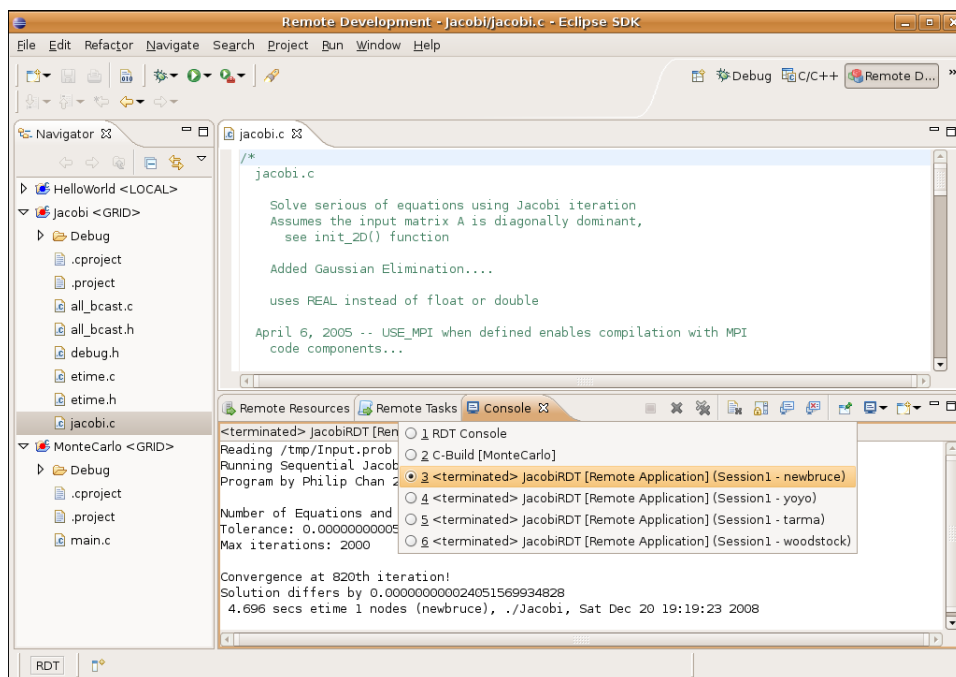 Remote Development - Jacobi/jacobi.c - Eclipse SDK
File Edit Refactor Navigate Search Project Run Window Help
Debug C/C++ Remote D... »
Navigator
HelloWorld <LOCAL>
Jacobi <GRID>
Debug
.cproject
.project
all_bcast.c
all_bcast.h
debug.h
etime.c
etime.h
jacobi.c
MonteCarlo <GRID>
Debug
.cproject
.project
main.c
jacobi.c
/*
jacobi.c
Solve serious of equations using Jacobi iteration
Assumes the input matrix A is diagonally dominant,
see init_2D() function
Added Gaussian Elimination....
uses REAL instead of float or double
April 6, 2005 -- USE_MPI when defined enables compilation with MPI
code components...
Remote Resources Remote Tasks Console
<terminated> JacobiRDT [Ren
Reading /tmp/Input.prob
Running Sequential Jacob
Program by Philip Chan 2
Number of Equations and
Tolerance: 0.00000000005
Max iterations: 2000
Convergence at 820th iteration!
Solution differs by 0.000000000024051569934828
4.696 secs etime 1 nodes (newbruce), ./Jacobi, Sat Dec 20 19:19:23 2008
1 RDT Console
2 C-Build [MonteCarlo]
3 <terminated> JacobiRDT [Remote Application] (Session1 - newbruce)
4 <terminated> JacobiRDT [Remote Application] (Session1 - yoyo)
5 <terminated> JacobiRDT [Remote Application] (Session1 - tarma)
6 <terminated> JacobiRDT [Remote Application] (Session1 - woodstock)
RDT